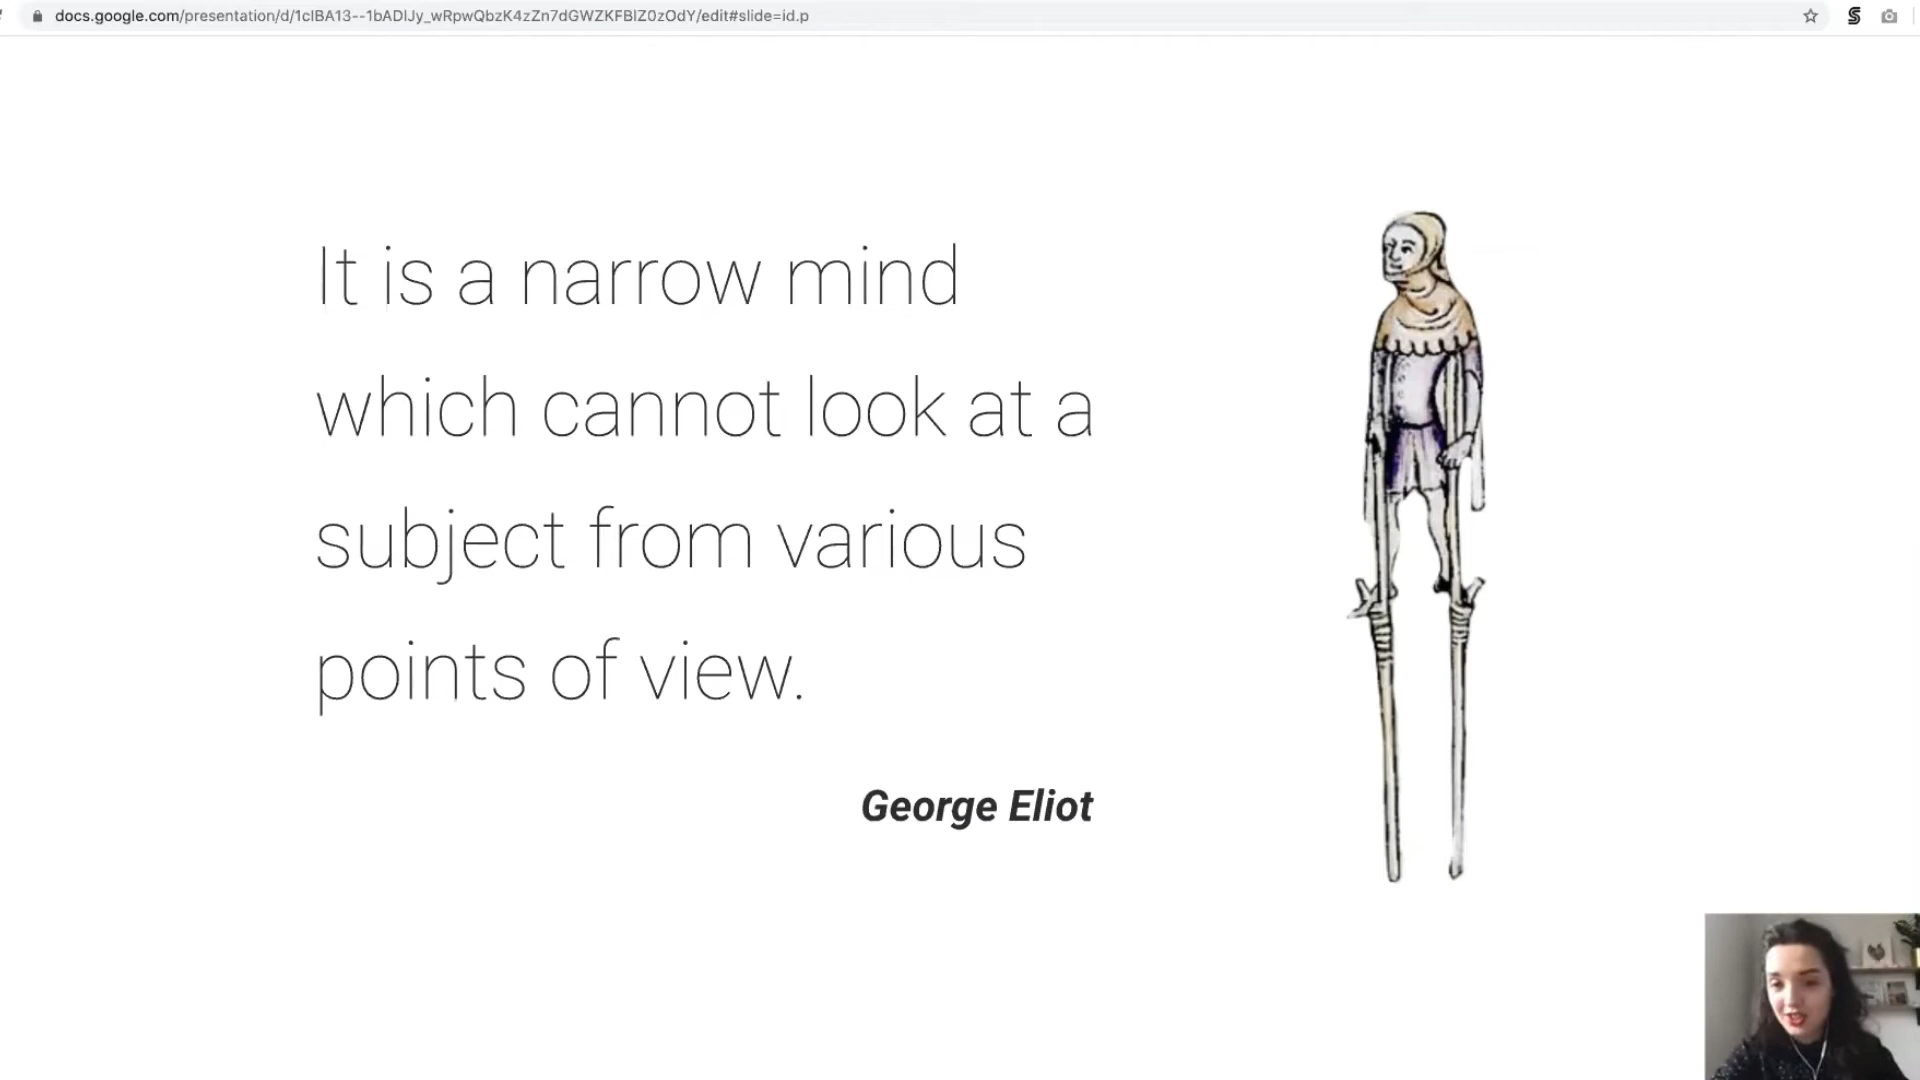 docs.google.com/presentation/d/1cIBA13--1bADIJy_wRpwQbzK4zZn7dGWZKFBlZ0zOdY/edit#slide=id.p
It is a narrow mind
which cannot look at a
subject from various
points of view.
George Eliot